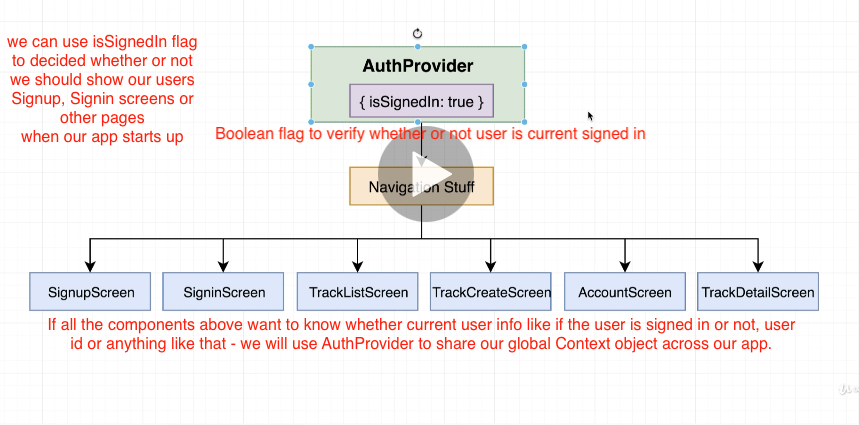 we can use isSignedIn flag
to decided whether or not
we should show our users
Signup, Signin screens or
other pages
when our app starts up
AuthProvider
{ isSignedIn: true }
Boolean flag to verify whether or not user is current signed in
Navigation Stuff
SignupScreen
SigninScreen
TrackListScreen
TrackCreateScreen
AccountScreen
TrackDetailScreen
If all the components above want to know whether current user info like if the user is signed in or not, user
id or anything like that - we will use AuthProvider to share our global Context object across our app.